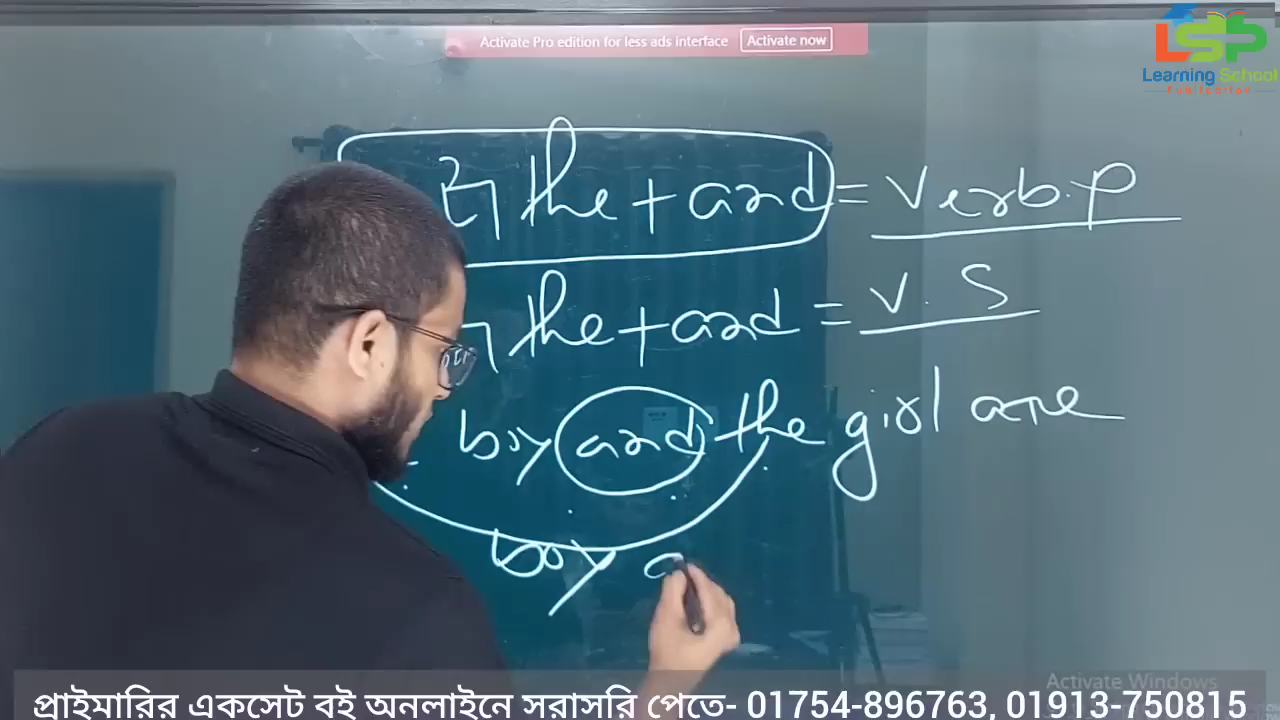 Activate Pro edition for less ads interface Activate now
LSP
Learning School
২টি the + and = verb.p
the + and = V. S
boy and the girl are
boy a
Activate Windows
প্রাইমারির একসেট বই অনলাইনে সরাসরি পেতে- 01754-896763, 01913-750815